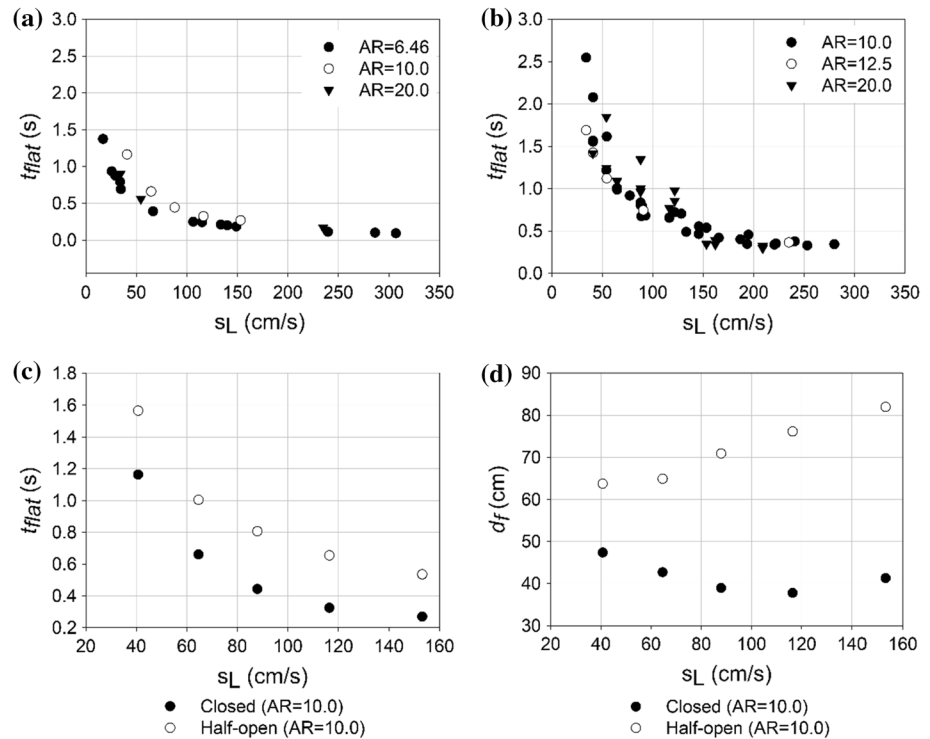 (a)
3.0
2.5
2.0
1.5
1.0
0.5
0.0
tflat (s)
AR=6.46
AR=10.0
AR=20.0
0 50 100 150 200 250 300 350
sL (cm/s)
(b)
3.0
2.5
2.0
1.5
1.0
0.5
0.0
tflat (s)
AR=10.0
AR=12.5
AR=20.0
0 50 100 150 200 250 300 350
sL (cm/s)
(c)
1.8
1.6
1.4
1.2
1.0
0.8
0.6
0.4
0.2
tflat (s)
20 40 60 80 100 120 140 160
sL (cm/s)
Closed (AR=10.0)
Half-open (AR=10.0)
(d)
90
80
70
60
50
40
30
df (cm)
20 40 60 80 100 120 140 160
sL (cm/s)
Closed (AR=10.0)
Half-open (AR=10.0)